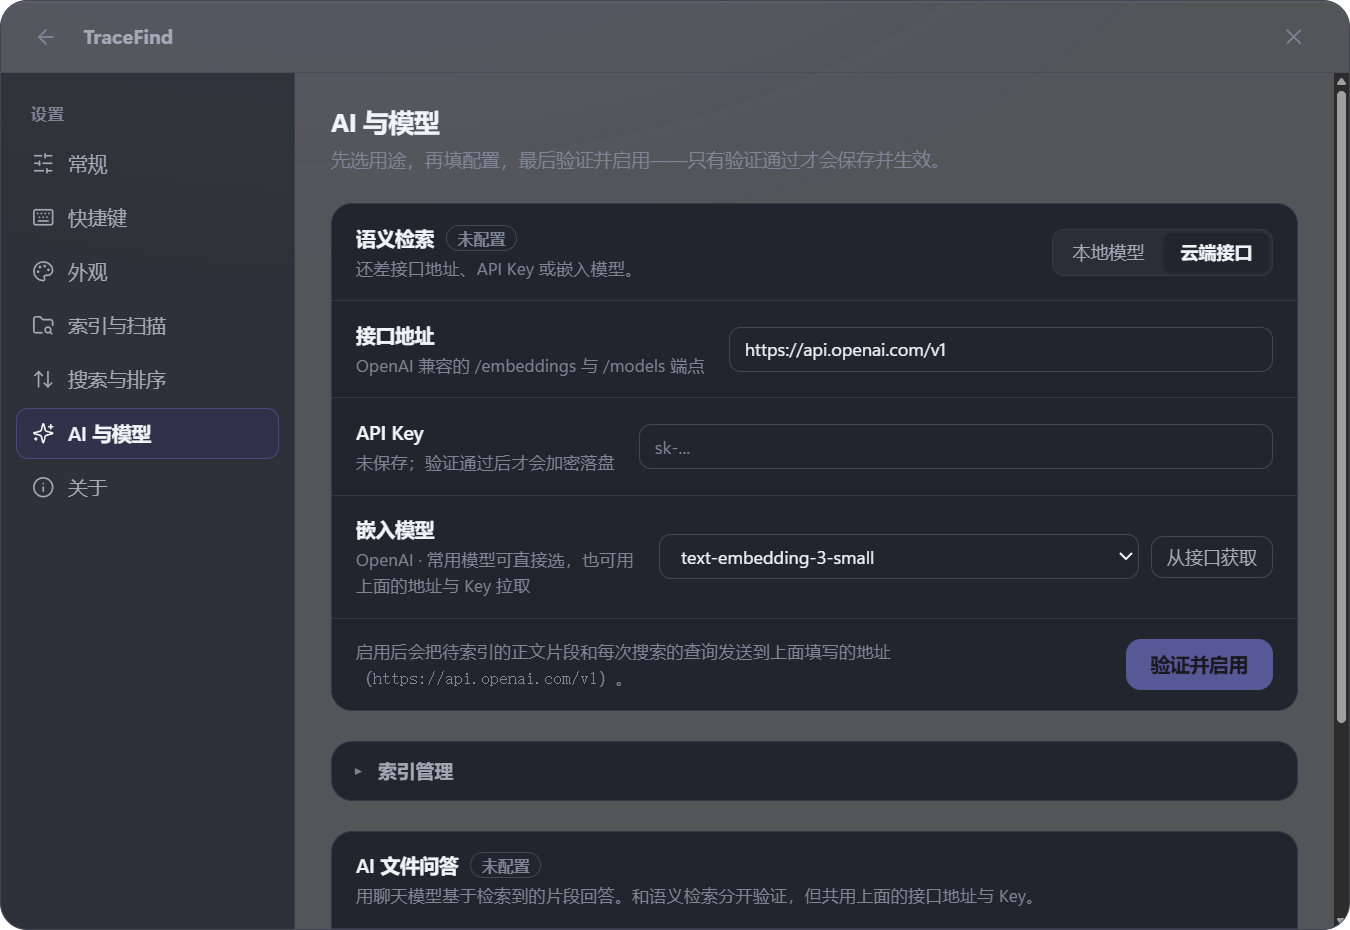 TraceFind
设置
常规
快捷键
外观
索引与扫描
搜索与排序
AI 与模型
关于
AI 与模型
先选用途，再填配置，最后验证并启用——只有验证通过才会保存并生效。
语义检索 未配置
还差接口地址、API Key 或嵌入模型。
本地模型 云端接口
接口地址
OpenAI 兼容的 /embeddings 与 /models 端点
https://api.openai.com/v1
API Key
未保存；验证通过后才会加密落盘
sk-...
嵌入模型
OpenAI · 常用模型可直接选，也可用
上面的地址与 Key 拉取
text-embedding-3-small
从接口获取
启用后会把待索引的正文片段和每次搜索的查询发送到上面填写的地址
（https://api.openai.com/v1）。
验证并启用
索引管理
AI 文件问答 未配置
用聊天模型基于检索到的片段回答。和语义检索分开验证，但共用上面的接口地址与 Key。